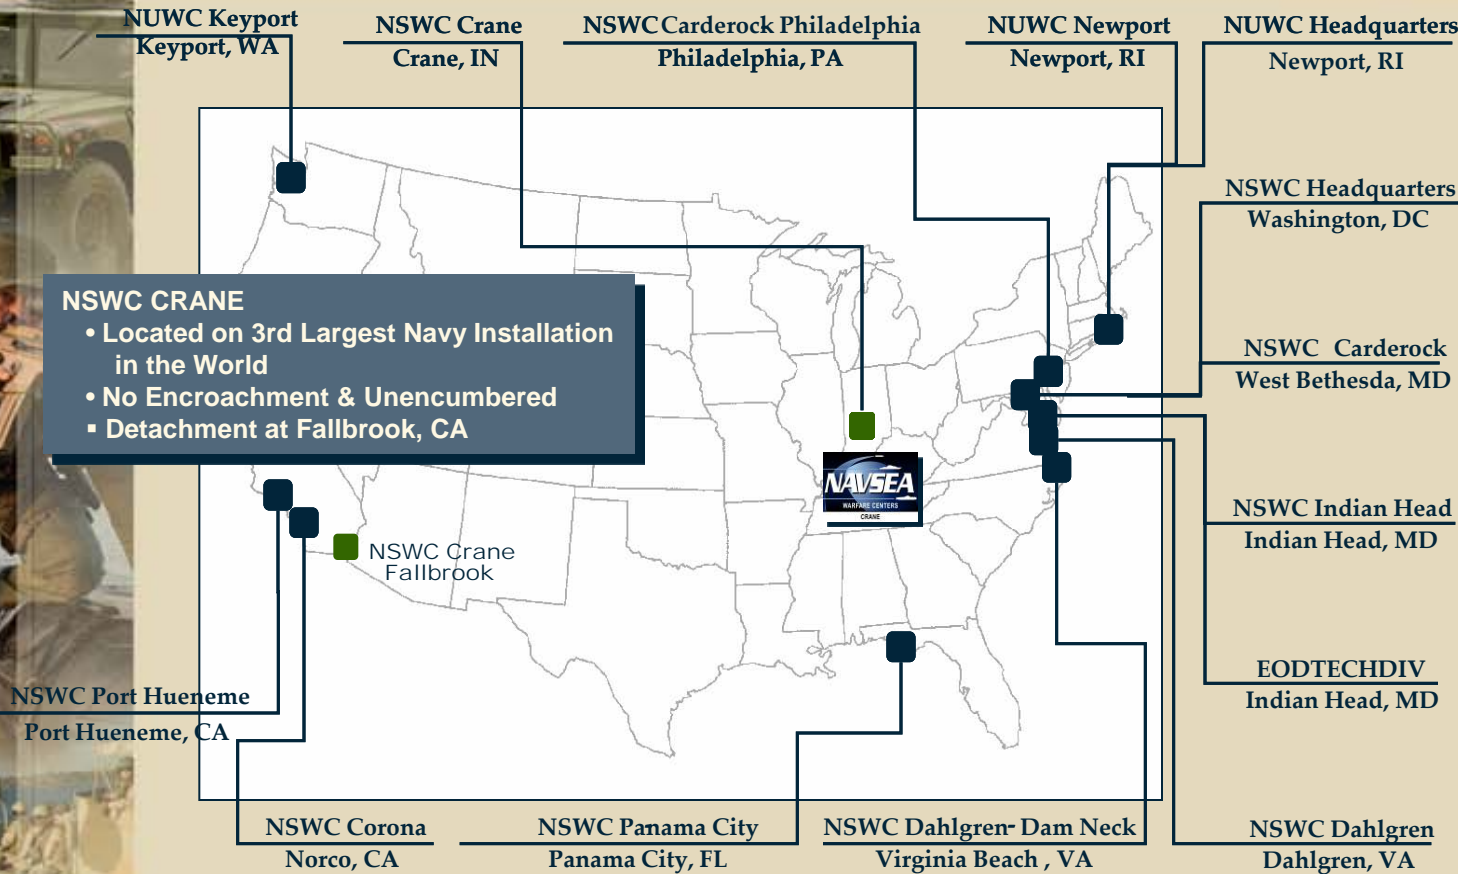 NUWC Keyport
Keyport, WA
NSWC Crane
Crane, IN
NSWC Carderock Philadelphia
Philadelphia, PA
NUWC Newport
Newport, RI
NUWC Headquarters
Newport, RI
NSWC Headquarters
Washington, DC
NSWC CRANE
• Located on 3rd Largest Navy Installation
in the World
• No Encroachment & Unencumbered
▪ Detachment at Fallbrook, CA
NSWC Carderock
West Bethesda, MD
NAVSEA
WARFARE CENTERS
CRANE
NSWC Crane
Fallbrook
NSWC Indian Head
Indian Head, MD
EODTECHDIV
Indian Head, MD
NSWC Port Hueneme
Port Hueneme, CA
NSWC Corona
Norco, CA
NSWC Panama City
Panama City, FL
NSWC Dahlgren- Dam Neck
Virginia Beach , VA
NSWC Dahlgren
Dahlgren, VA